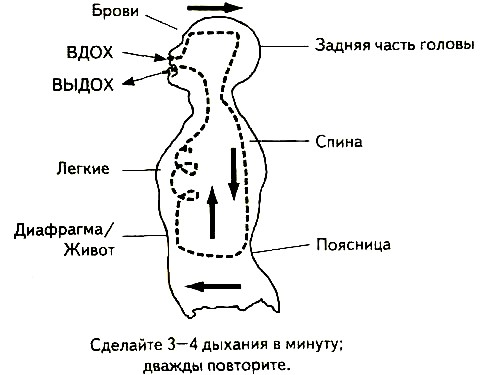 Брови
ВДОХ
ВЫДОХ
Задняя часть головы
Спина
Легкие
Диафрагма/
Живот
Поясница
Сделайте 3—4 дыхания в минуту;
дважды повторите.